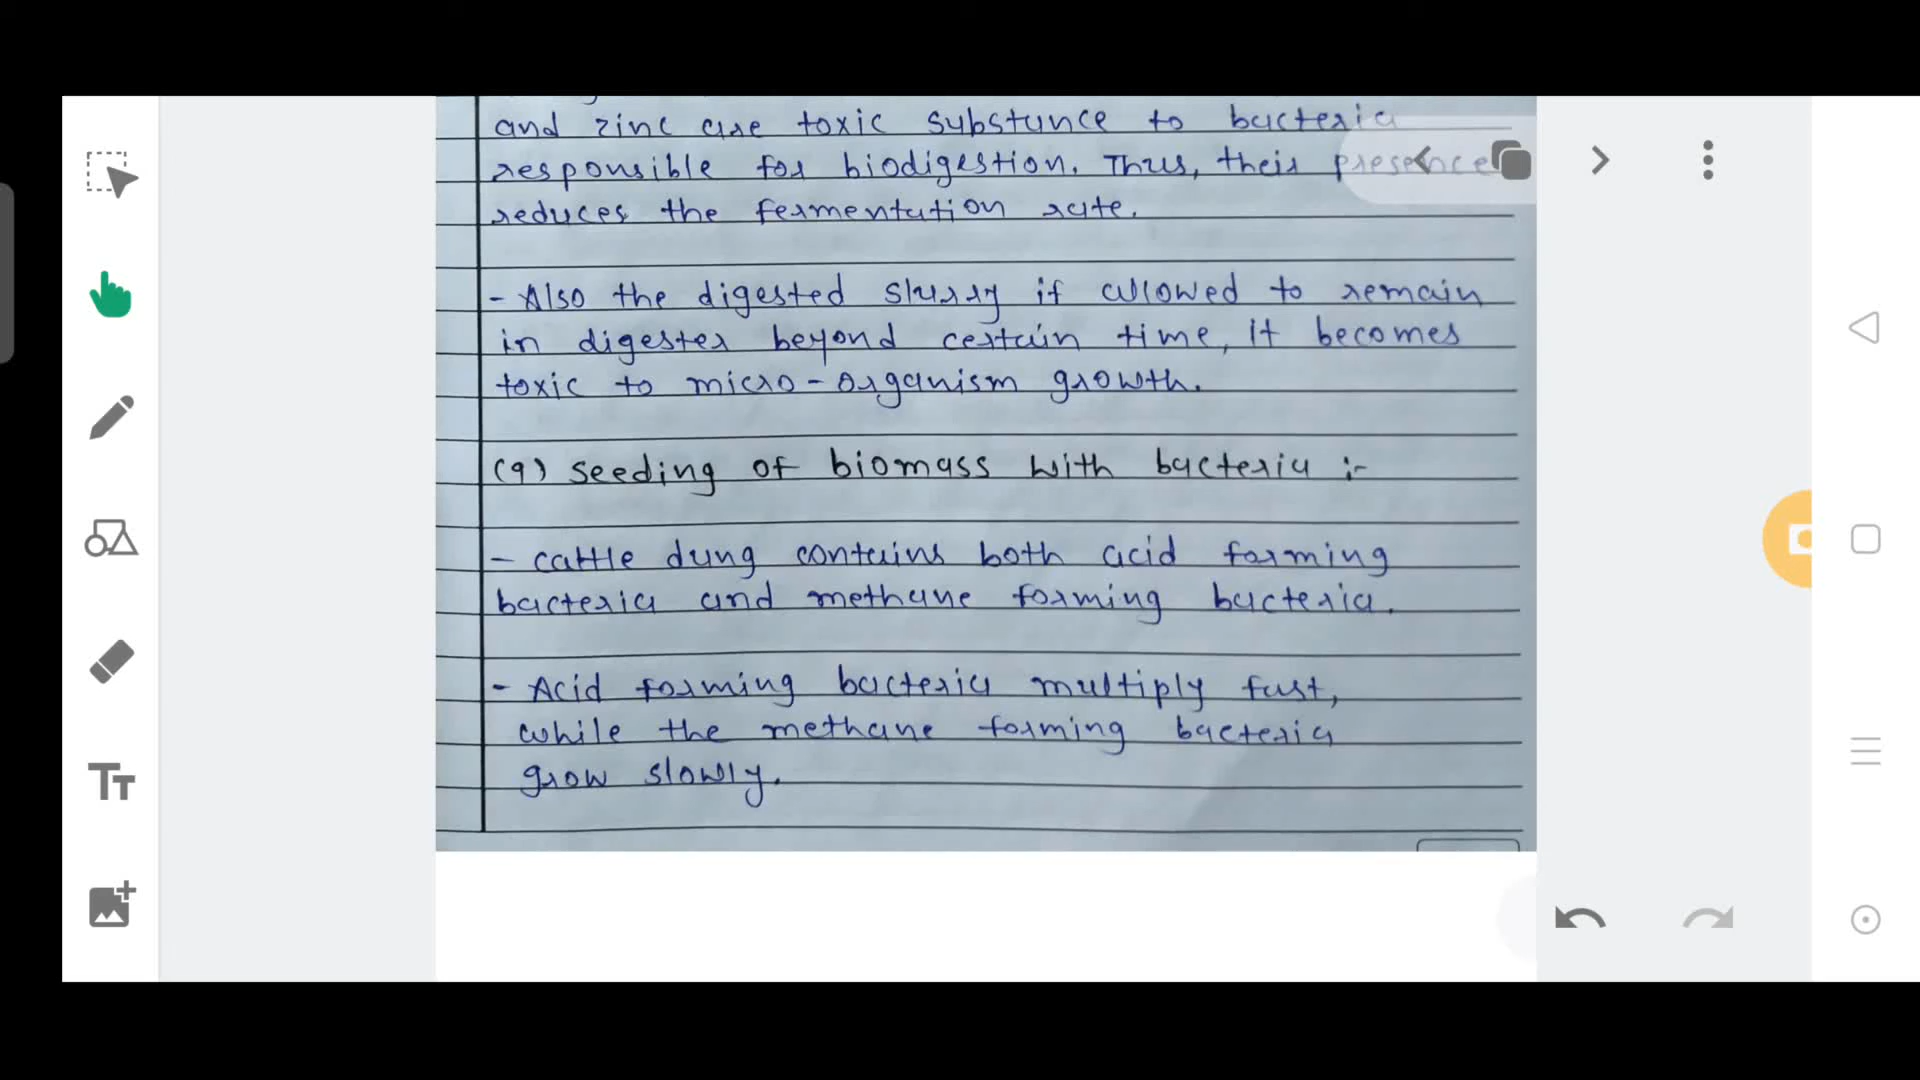 and zinc are toxic substance to bacteria
responsible for biodigestion. Thus, their presence
reduces the fermentation rate.
- Also the digested slurry if allowed to remain
in digester beyond certain time, it becomes
toxic to micro-organism growth.
(9) Seeding of biomass with bacteria :-
- cattle dung contains both acid forming
bacteria and methane forming bacteria.
- Acid forming bacteria multiply fast,
while the methane forming bacteria
grow slowly.
TT